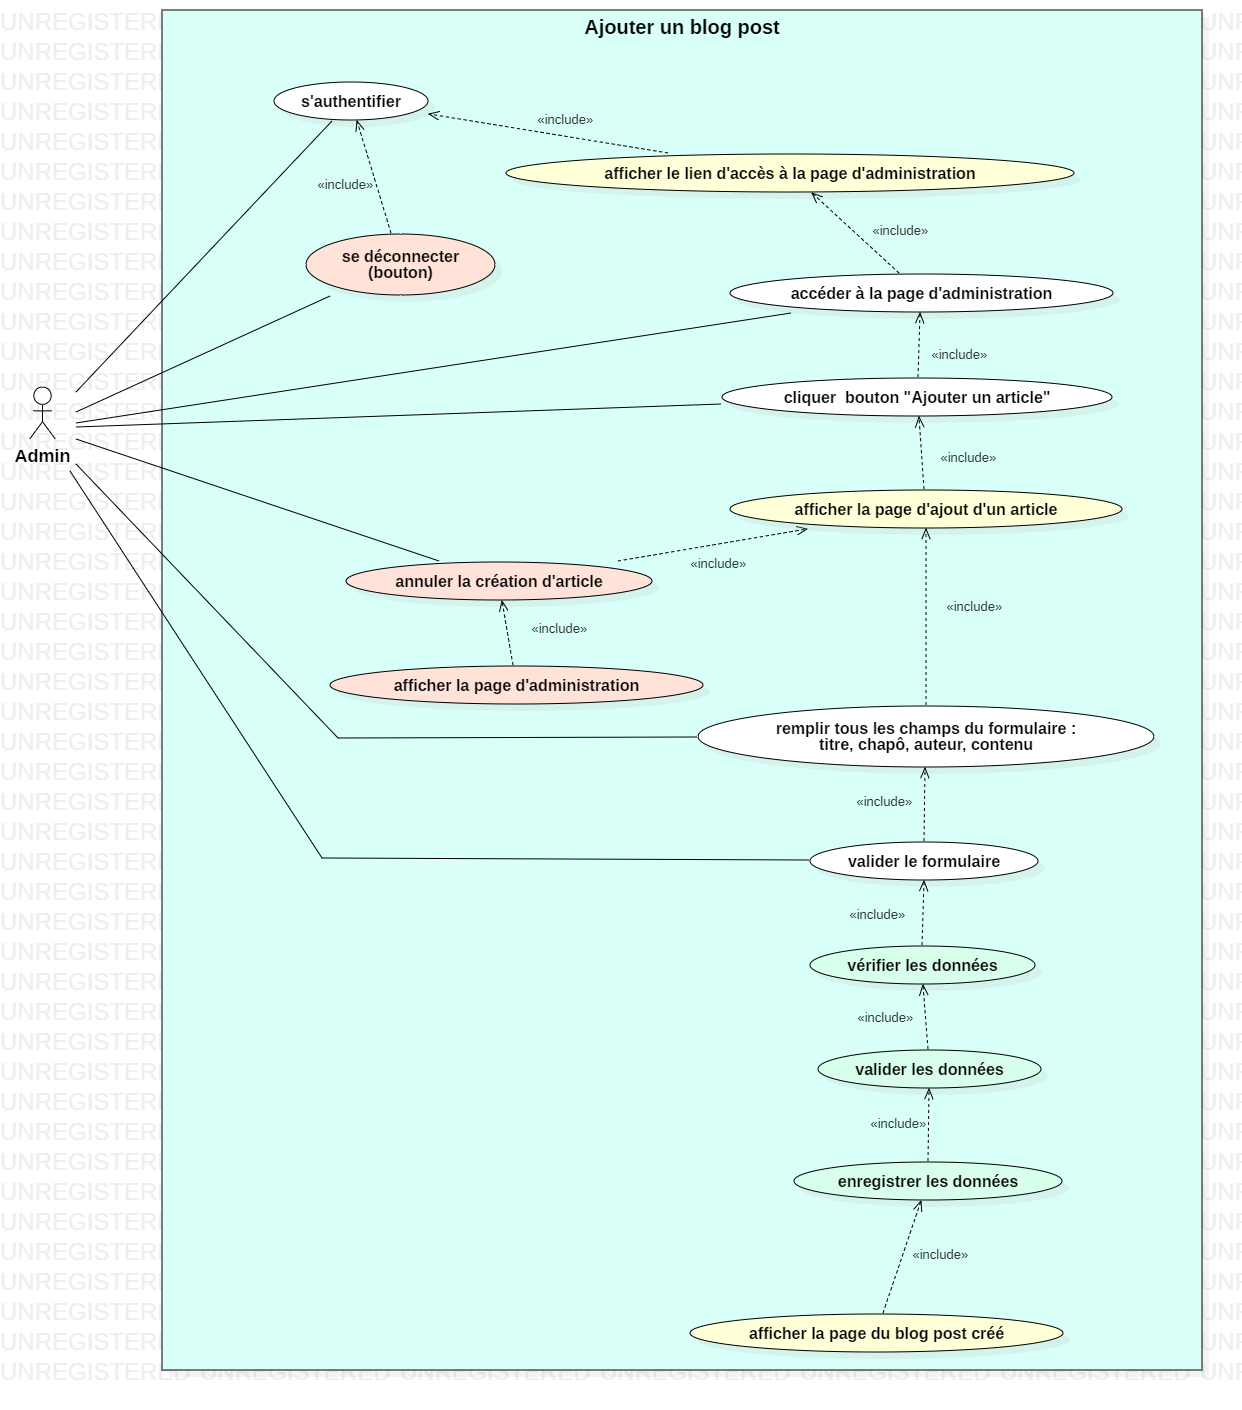 Ajouter un blog post
s'authentifier
«include»
afficher le lien d'accès à la page d'administration
«include»
«include»
se déconnecter
(bouton)
accéder à la page d'administration
«include»
cliquer  bouton "Ajouter un article"
Admin
«include»
afficher la page d'ajout d'un article
«include»
annuler la création d'article
«include»
«include»
afficher la page d'administration
remplir tous les champs du formulaire :
titre, chapô, auteur, contenu
«include»
valider le formulaire
«include»
vérifier les données
«include»
valider les données
«include»
enregistrer les données
«include»
afficher la page du blog post créé
UNREGISTERED UNREGISTERED UNREGISTERED UNREGISTERED UNREGISTERED UNREGISTERED